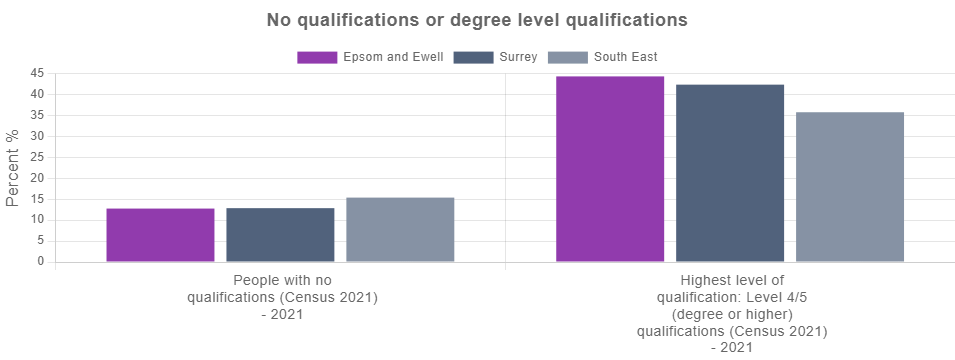 No qualifications or degree level qualifications
Epsom and Ewell Surrey South East
Percent %
45
40
35
30
25
20
15
10
5
0
People with no
qualifications (Census 2021)
- 2021
Highest level of
qualification: Level 4/5
(degree or higher)
qualifications (Census 2021)
- 2021